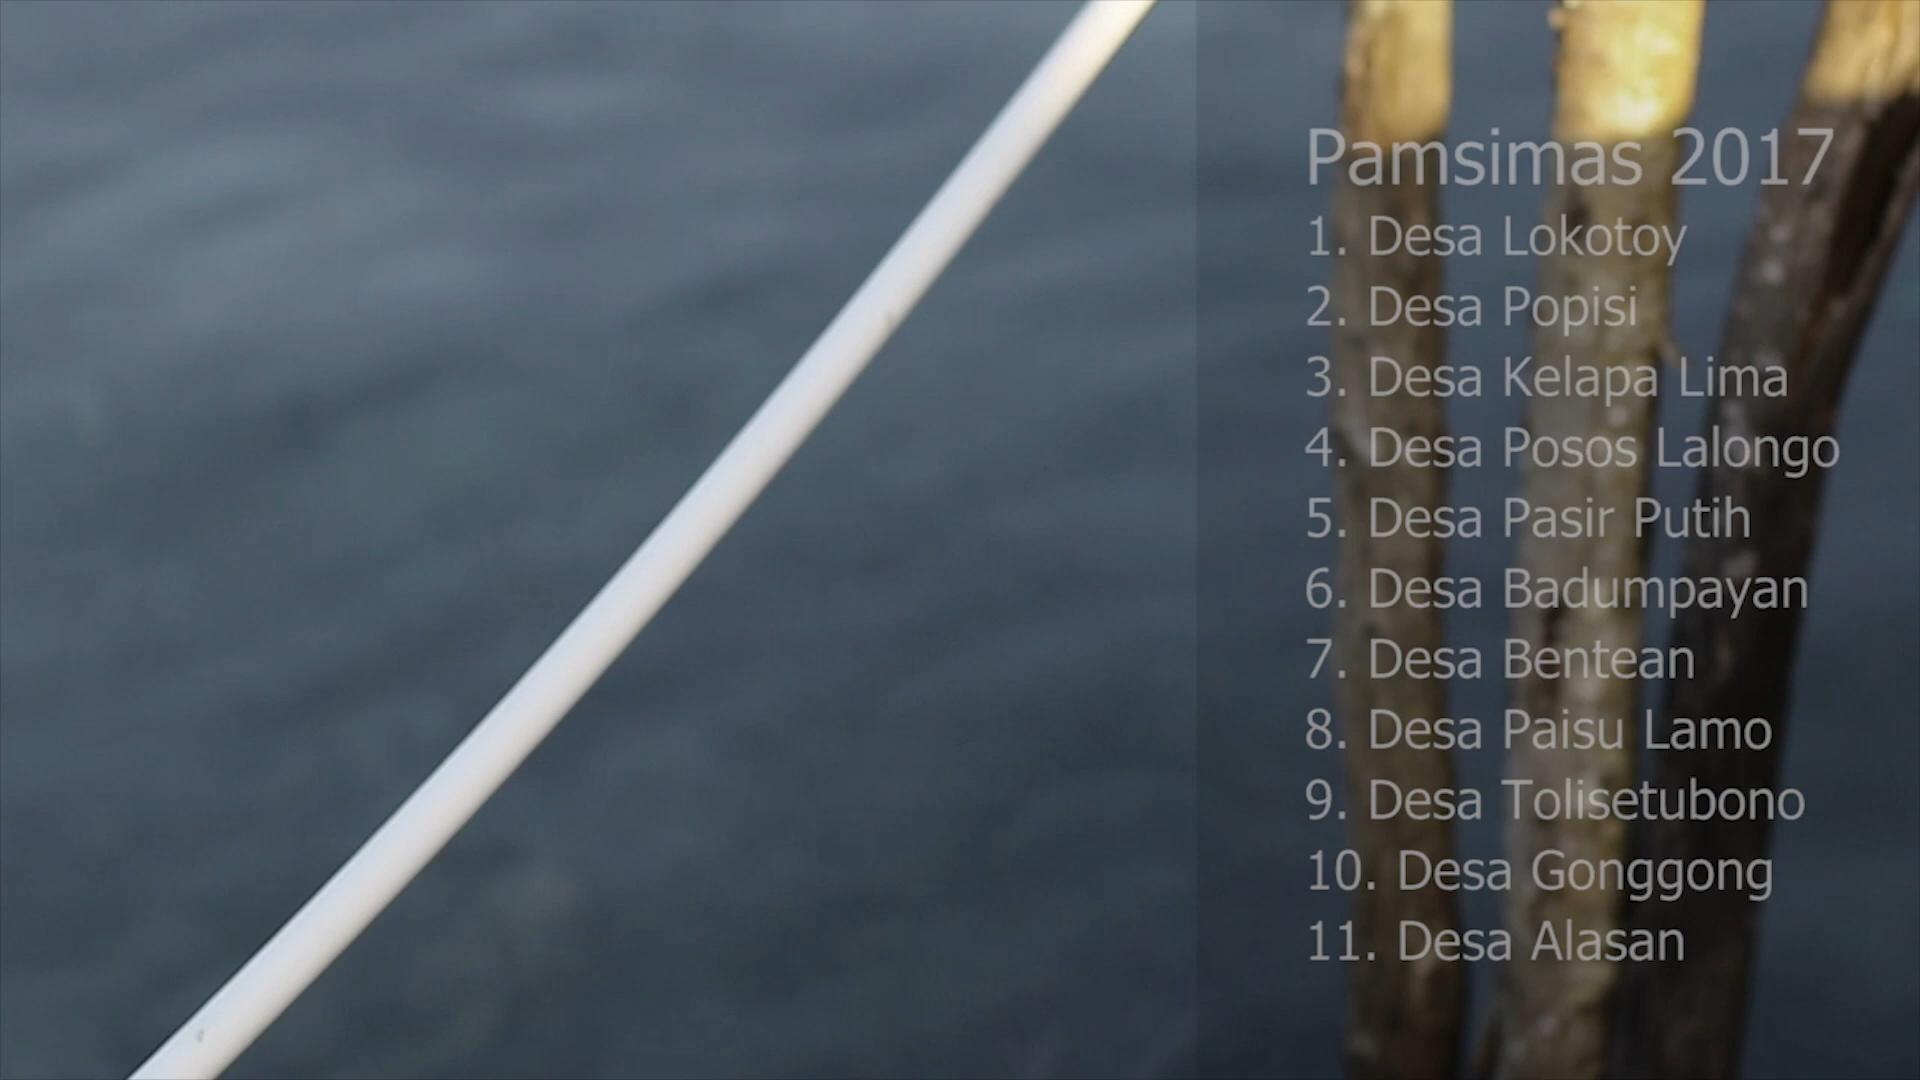 Pamsimas 2017
1. Desa Lokotoy
2. Desa Popisi
3. Desa Kelapa Lima
4. Desa Posos Lalongo
5. Desa Pasir Putih
6. Desa Badumpayan
7. Desa Bentean
8. Desa Paisu Lamo
9. Desa Tolisetubono
10. Desa Gonggong
11. Desa Alasan